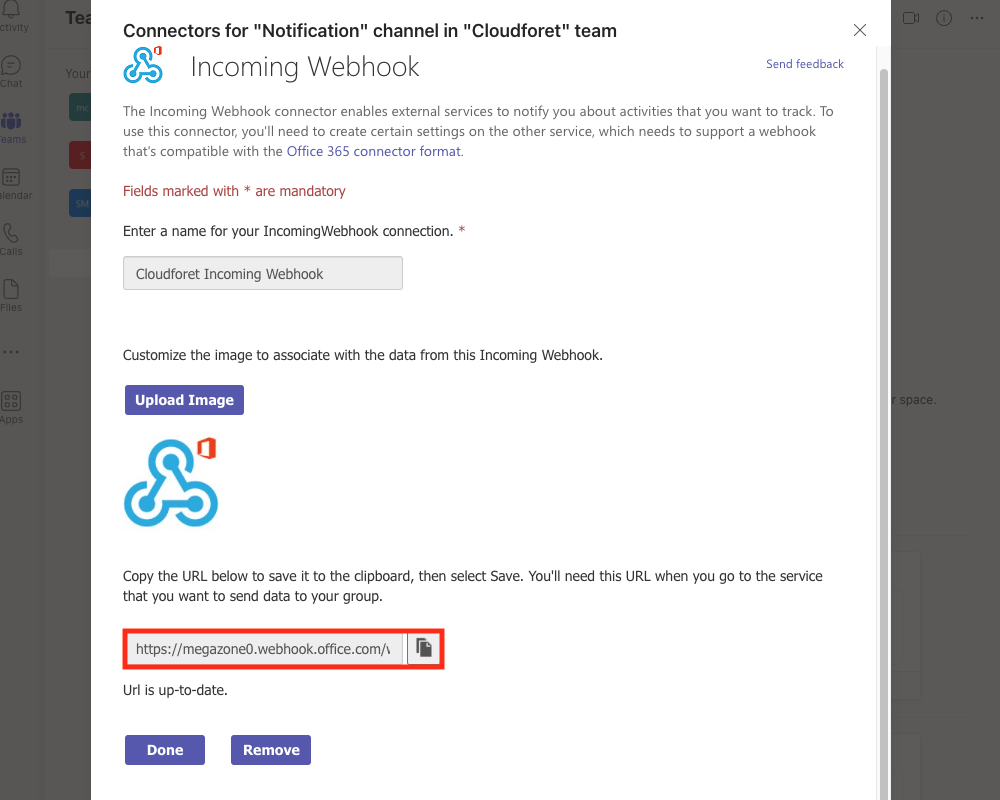 Connectors for "Notification" channel in "Cloudforet" team
Incoming Webhook
Send feedback
The Incoming Webhook connector enables external services to notify you about activities that you want to track. To
use this connector, you'll need to create certain settings on the other service, which needs to support a webhook
that's compatible with the Office 365 connector format.
Fields marked with * are mandatory
Enter a name for your IncomingWebhook connection. *
Cloudforet Incoming Webhook
Customize the image to associate with the data from this Incoming Webhook.
Upload Image
Copy the URL below to save it to the clipboard, then select Save. You'll need this URL when you go to the service
that you want to send data to your group.
https://megazone0.webhook.office.com/
Url is up-to-date.
Done
Remove
Chat
Your
Calls
Files
Apps
S
SM
space.